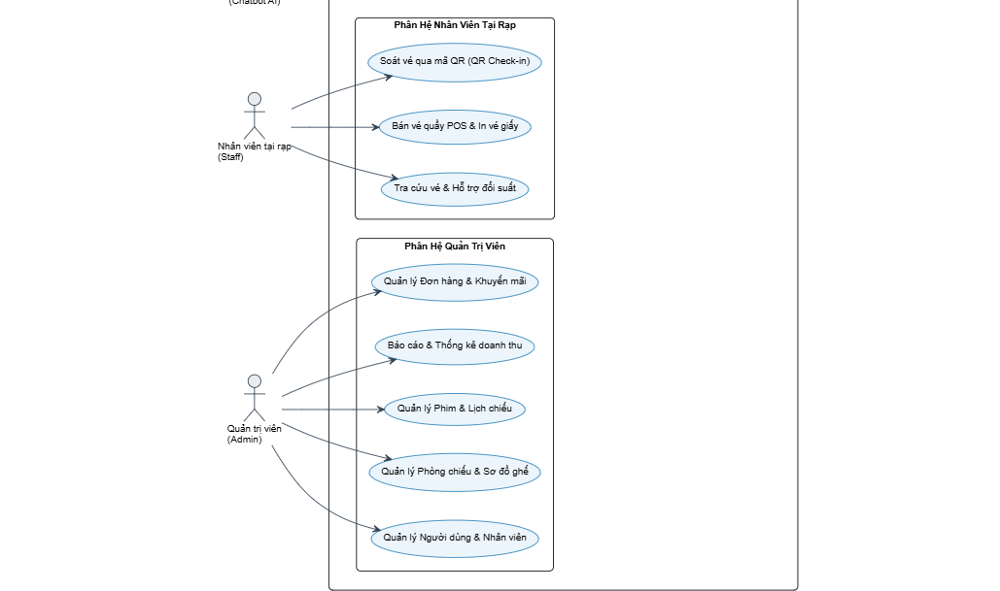 (Chatbot AI)
Phân Hệ Nhân Viên Tại Rạp
Soát vé qua mã QR (QR Check-in)
Bán vé quầy POS & In vé giấy
Nhân viên tại rạp
(Staff)
Tra cứu vé & Hỗ trợ đổi suất
Phân Hệ Quản Trị Viên
Quản lý Đơn hàng & Khuyến mãi
Báo cáo & Thống kê doanh thu
Quản lý Phim & Lịch chiếu
Quản trị viên
(Admin)
Quản lý Phòng chiếu & Sơ đồ ghế
Quản lý Người dùng & Nhân viên